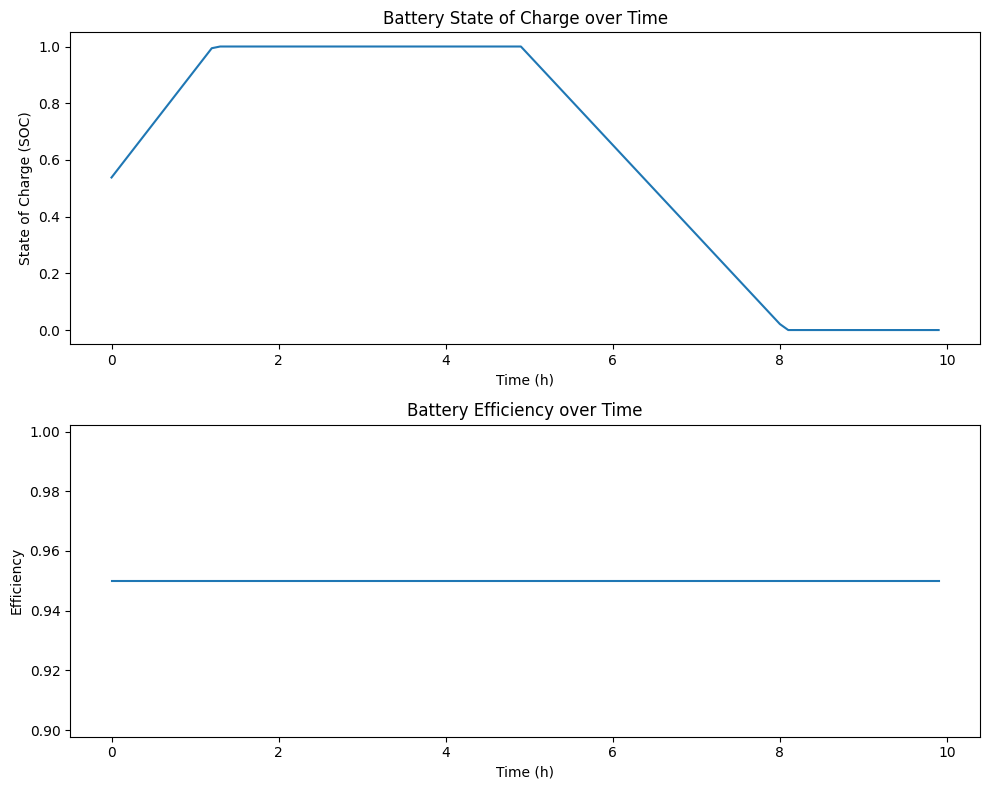 Battery State of Charge over Time
1.0
0.8
0.6
0.4
0.2
0.0
State of Charge (SOC)
0 2 4 6 8 10
Time (h)
Battery Efficiency over Time
1.00
0.98
0.96
0.94
0.92
0.90
Efficiency
0 2 4 6 8 10
Time (h)